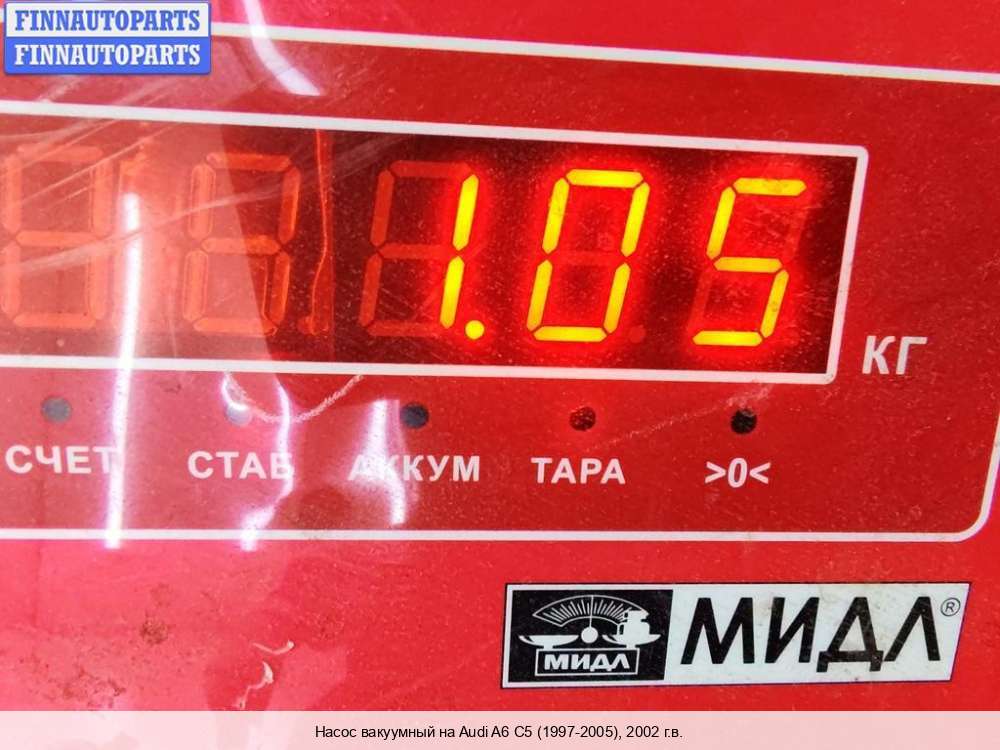 FINNAUTOPARTS
FINNAUTOPARTS
1.05
КГ
СЧЕТ СТАБ АККУМ ТАРА >0<
МИДЛ МИДЛ®
Насос вакуумный на Audi A6 C5 (1997-2005), 2002 г.в.